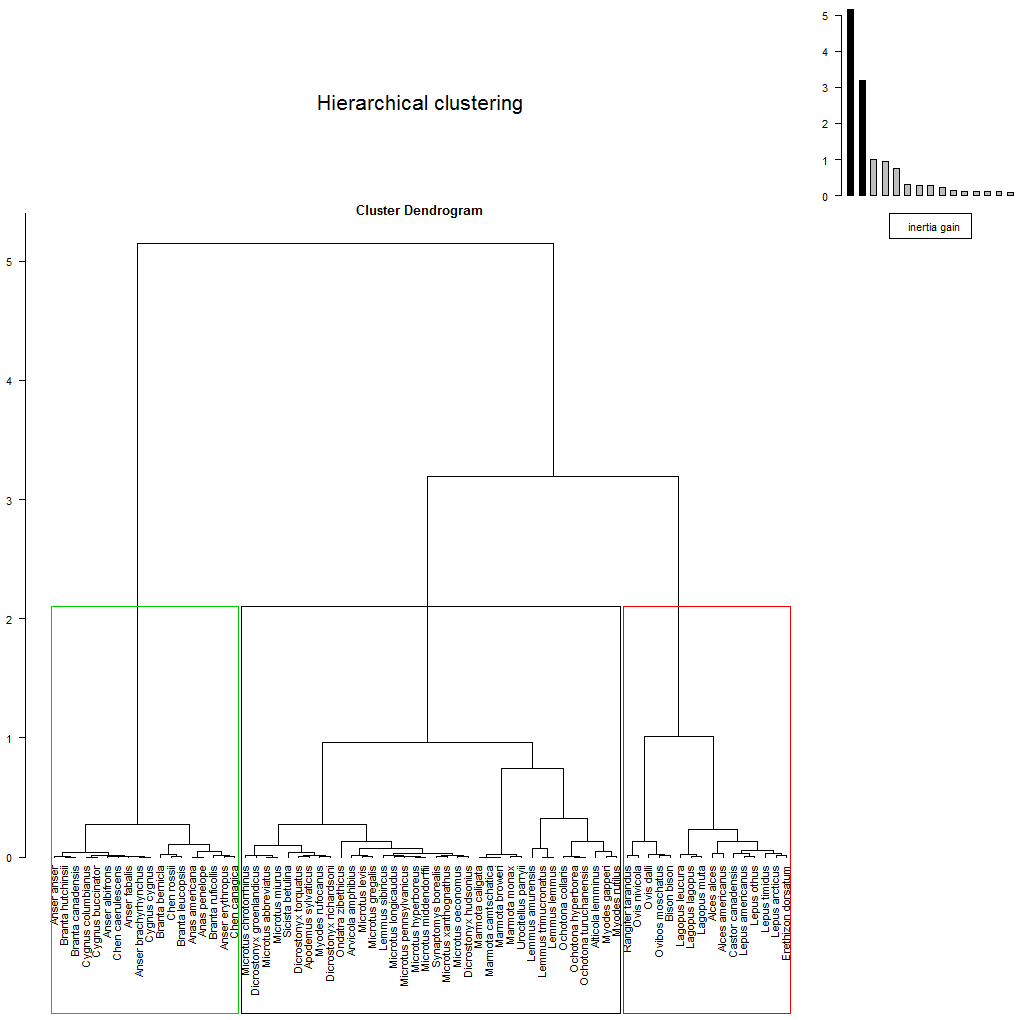 Hierarchical clustering
5
4
3
2
1
0
inertia gain
Cluster Dendrogram
5
4
3
2
1
0
Anser anser
Branta hutchinsii
Branta canadensis
Cygnus columbianus
Cygnus buccinator
Anser albifrons
Chen caerulescens
Anser fabalis
Anser brachyrhynchus
Cygnus cygnus
Branta bernicla
Chen rossii
Branta leucopsis
Anas americana
Anas penelope
Branta ruficollis
Anser erythropus
Chen canagica
Microtus chrotorrhinus
Dicrostonyx groenlandicus
Microtus abbreviatus
Microtus miurus
Sicista betulina
Dicrostonyx torquatus
Apodemus sylvaticus
Myodes rufocanus
Dicrostonyx richardsoni
Ondatra zibethicus
Arvicola amphibius
Microtus levis
Microtus gregalis
Lemmus sibiricus
Microtus longicaudus
Microtus pennsylvanicus
Microtus hyperboreus
Microtus middendorffii
Synaptomys borealis
Microtus xanthognathus
Microtus oeconomus
Dicrostonyx hudsonius
Marmota caligata
Marmota camtschatica
Marmota broweri
Marmota monax
Urocitellus parryii
Lemmus amurensis
Lemmus trimucronatus
Lemmus lemmus
Ochotona collaris
Ochotona hyperborea
Ochotona turuchanensis
Alticola lemminus
Myodes gapperi
Myodes rutilus
Rangifer tarandus
Ovis nivicola
Ovis dalli
Ovibos moschatus
Bison bison
Lagopus leucura
Lagopus lagopus
Lagopus muta
Alces alces
Alces americanus
Castor canadensis
Lepus americanus
Lepus othus
Lepus timidus
Lepus arcticus
Erethizon dorsatum